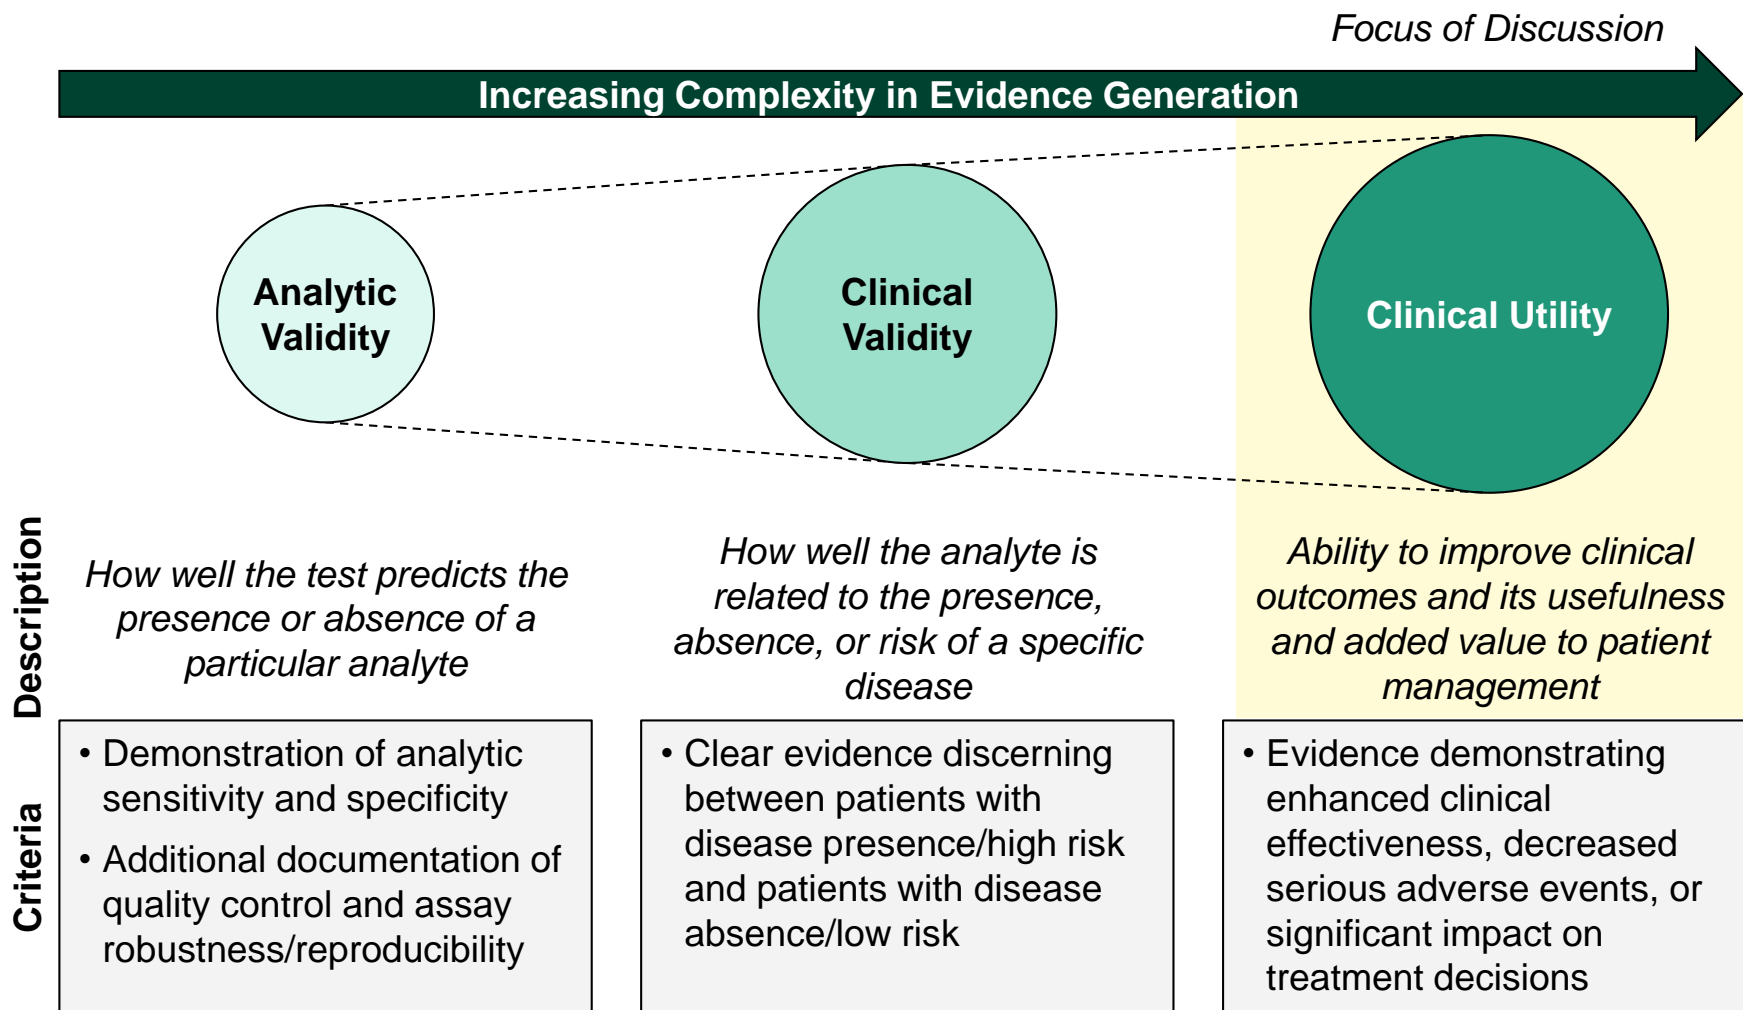 Focus of Discussion
Increasing Complexity in Evidence Generation
Analytic
Validity
Clinical
Validity
Clinical Utility
Description
How well the test predicts the
presence or absence of a
particular analyte
How well the analyte is
related to the presence,
absence, or risk of a specific
disease
Ability to improve clinical
outcomes and its usefulness
and added value to patient
management
Criteria
• Demonstration of analytic
sensitivity and specificity
• Additional documentation of
quality control and assay
robustness/reproducibility
• Clear evidence discerning
between patients with
disease presence/high risk
and patients with disease
absence/low risk
• Evidence demonstrating
enhanced clinical
effectiveness, decreased
serious adverse events, or
significant impact on
treatment decisions